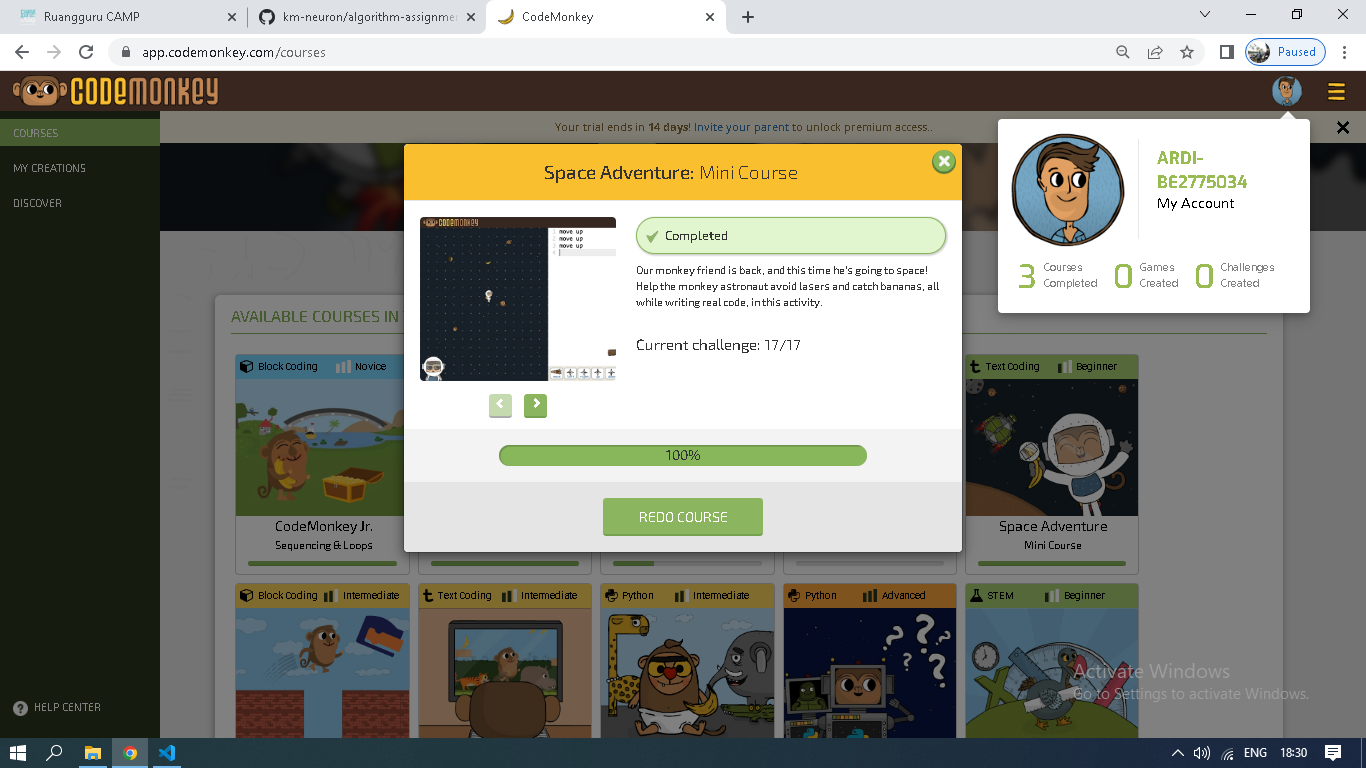 Ruangguru CAMP
km-neuron/algorithm-assignmen
CodeMonkey
app.codemonkey.com/courses
Paused
CODEMONKEY
COURSES
MY CREATIONS
DISCOVER
HELP CENTER
Your trial ends in 14 days! Invite your parent to unlock premium access..
ARDI-
BE2775034
My Account
3 Courses Completed
0 Games Created
0 Challenges Created
Space Adventure: Mini Course
CODEMONKEY
1 move up
2 move up
3 move up
4
Completed
Our monkey friend is back, and this time he's going to space!
Help the monkey astronaut avoid lasers and catch bananas, all
while writing real code, in this activity.
Current challenge: 17/17
100%
REDO COURSE
AVAILABLE COURSES IN
Block Coding Novice
CodeMonkey Jr.
Sequencing & Loops
Text Coding Beginner
Space Adventure
Mini Course
Block Coding Intermediate
Text Coding Intermediate
Python Intermediate
Python Advanced
STEM Beginner
Activate Windows
Go to Settings to activate Windows.
ENG 18:30